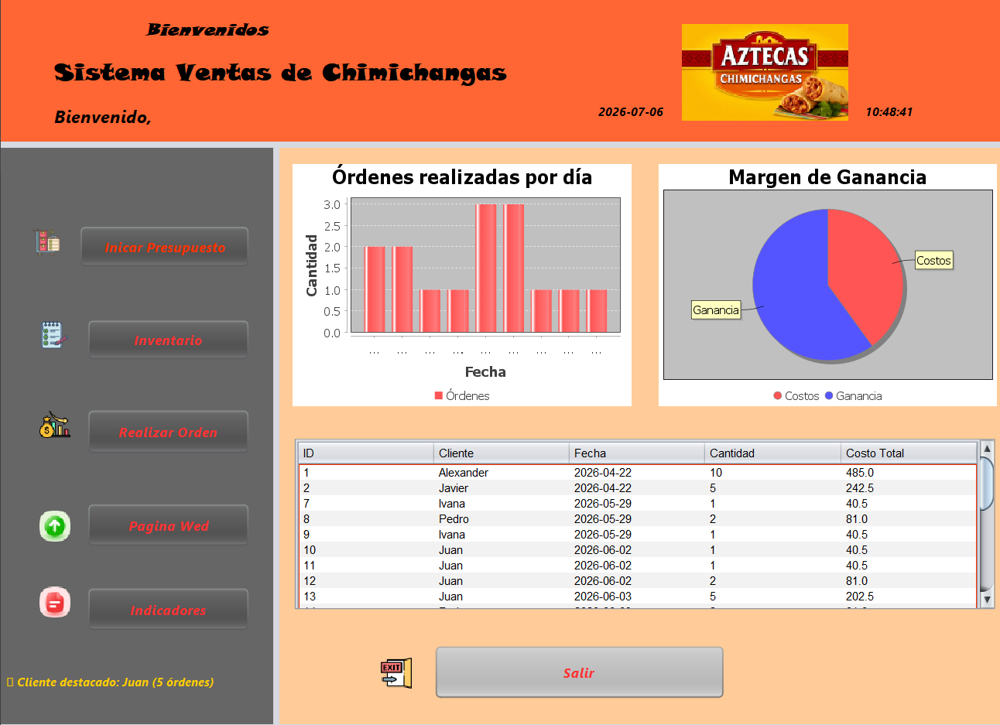 Bienvenidos
Sistema Ventas de Chimichangas
Bienvenido,
2026-07-06
AZTECAS
CHIMICHANGAS
10:48:41
Inicar Presupuesto
Inventario
Realizar Orden
Pagina Wed
Indicadores
Cliente destacado: Juan (5 órdenes)
Órdenes realizadas por día
Cantidad
3.0
2.5
2.0
1.5
1.0
0.5
0.0
... ... ... ... ... ... ... ... ...
Fecha
Órdenes
Margen de Ganancia
Costos
Ganancia
Costos Ganancia
ID Cliente Fecha Cantidad Costo Total
1 Alexander 2026-04-22 10 485.0
2 Javier 2026-04-22 5 242.5
7 Ivana 2026-05-29 1 40.5
8 Pedro 2026-05-29 2 81.0
9 Ivana 2026-05-29 1 40.5
10 Juan 2026-06-02 1 40.5
11 Juan 2026-06-02 1 40.5
12 Juan 2026-06-02 2 81.0
13 Juan 2026-06-03 5 202.5
EXIT
Salir